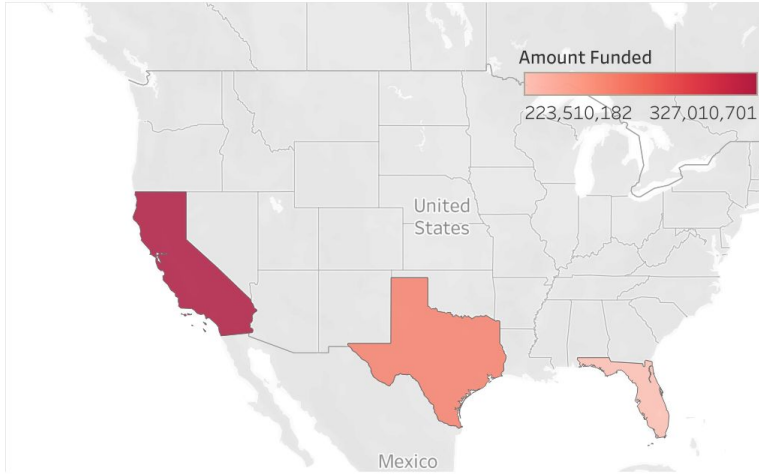 Amount Funded
223,510,182 327,010,701
United
States
Mexico